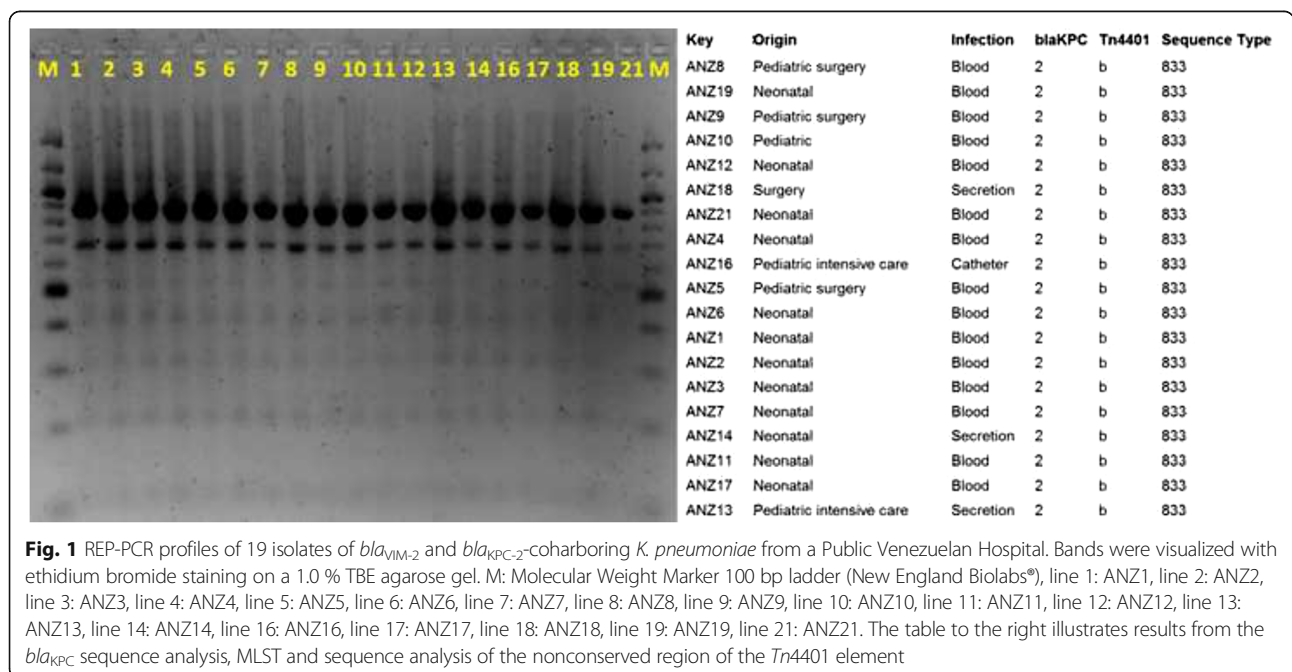 M 1 2 3 4 5 6 7 8 9 10 11 12 13 14 16 17 18 19 21 M
Key Origin Infection blaKPC Tn4401 Sequence Type
ANZ8 Pediatric surgery Blood 2 b 833
ANZ19 Neonatal Blood 2 b 833
ANZ9 Pediatric surgery Blood 2 b 833
ANZ10 Pediatric Blood 2 b 833
ANZ12 Neonatal Blood 2 b 833
ANZ18 Surgery Secretion 2 b 833
ANZ21 Neonatal Blood 2 b 833
ANZ4 Neonatal Blood 2 b 833
ANZ16 Pediatric intensive care Catheter 2 b 833
ANZ5 Pediatric surgery Blood 2 b 833
ANZ6 Neonatal Blood 2 b 833
ANZ1 Neonatal Blood 2 b 833
ANZ2 Neonatal Blood 2 b 833
ANZ3 Neonatal Blood 2 b 833
ANZ7 Neonatal Blood 2 b 833
ANZ14 Neonatal Secretion 2 b 833
ANZ11 Neonatal Blood 2 b 833
ANZ17 Neonatal Blood 2 b 833
ANZ13 Pediatric intensive care Secretion 2 b 833
Fig. 1 REP-PCR profiles of 19 isolates of blaVIM-2 and blaKPC-2-coharboring K. pneumoniae from a Public Venezuelan Hospital. Bands were visualized with
ethidium bromide staining on a 1.0 % TBE agarose gel. M: Molecular Weight Marker 100 bp ladder (New England Biolabs®), line 1: ANZ1, line 2: ANZ2,
line 3: ANZ3, line 4: ANZ4, line 5: ANZ5, line 6: ANZ6, line 7: ANZ7, line 8: ANZ8, line 9: ANZ9, line 10: ANZ10, line 11: ANZ11, line 12: ANZ12, line 13:
ANZ13, line 14: ANZ14, line 16: ANZ16, line 17: ANZ17, line 18: ANZ18, line 19: ANZ19, line 21: ANZ21. The table to the right illustrates results from the
blaKPC sequence analysis, MLST and sequence analysis of the nonconserved region of the Tn4401 element